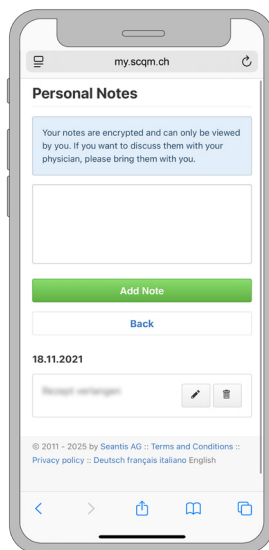 my.scqm.ch
Personal Notes
Your notes are encrypted and can only be viewed
by you. If you want to discuss them with your
physician, please bring them with you.
Add Note
Back
18.11.2021
© 2011 - 2025 by Seantis AG :: Terms and Conditions ::
Privacy policy :: Deutsch français italiano English